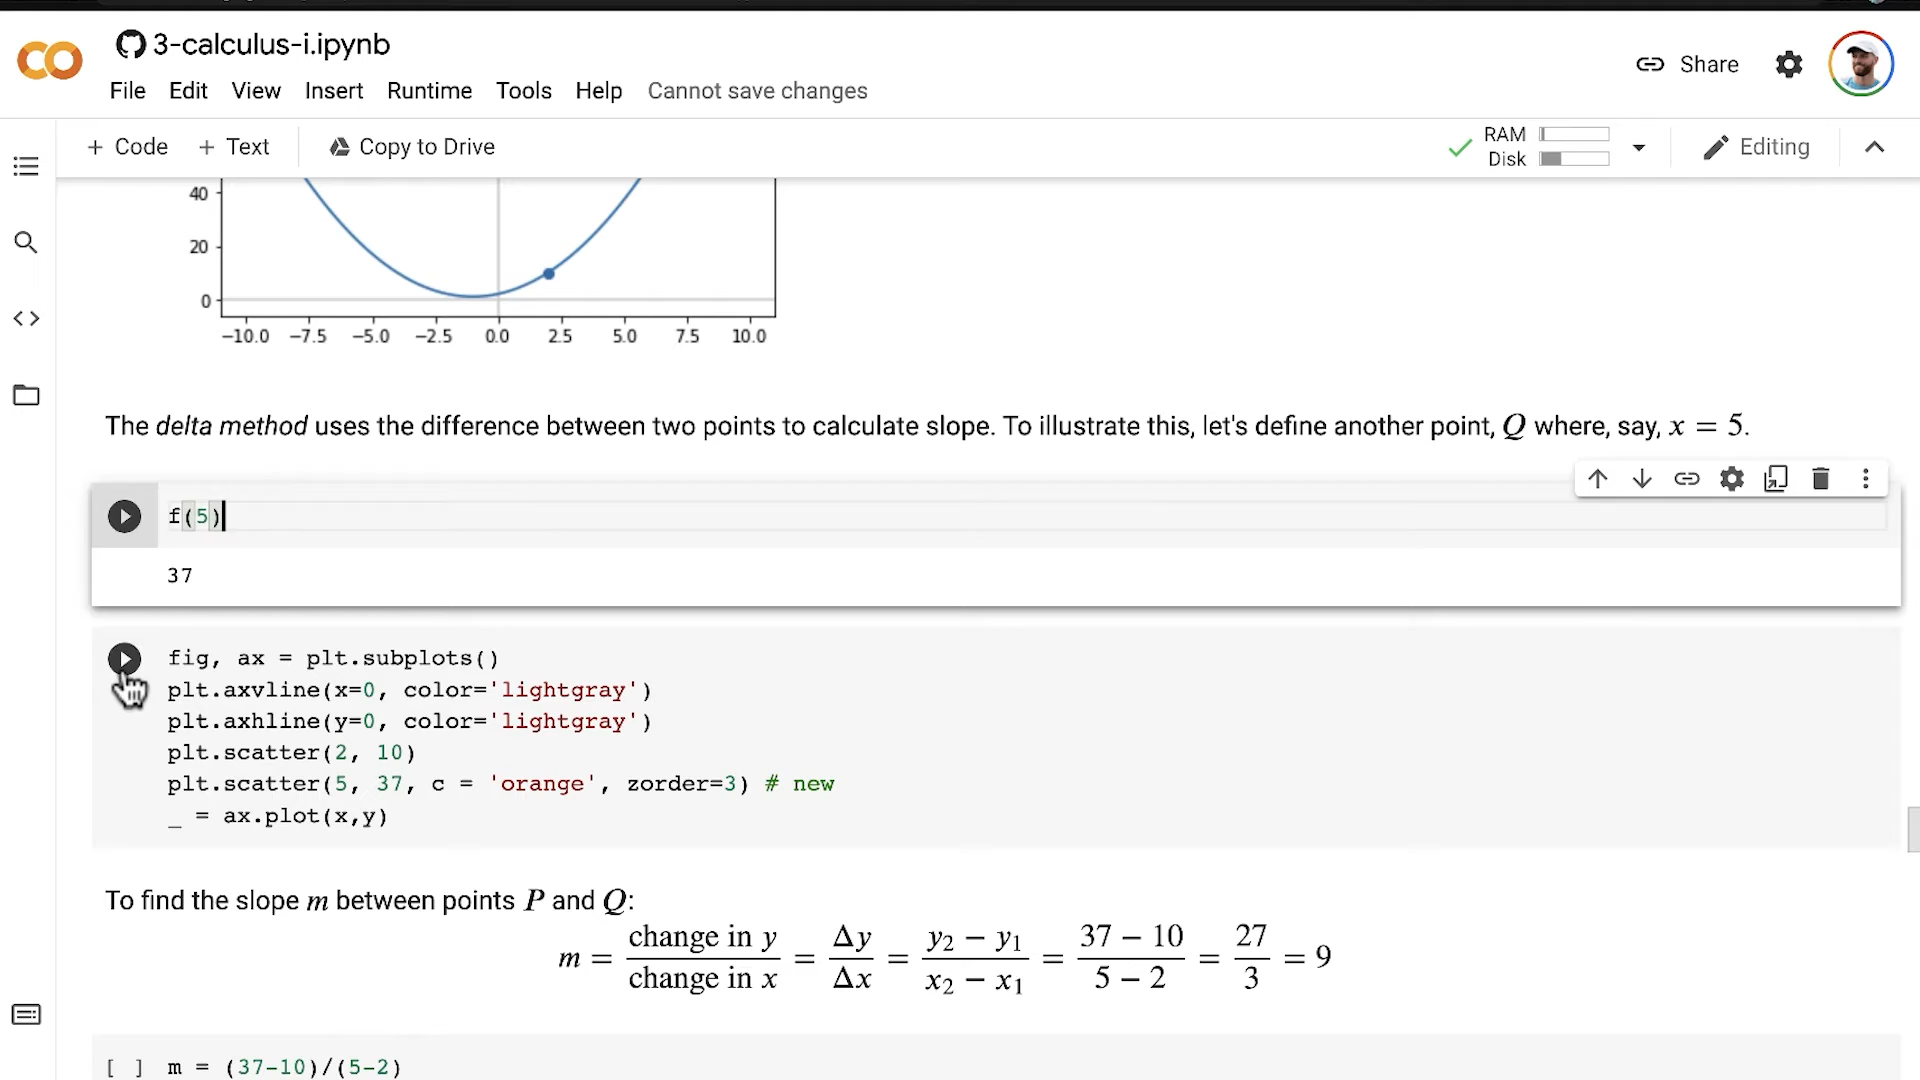 3-calculus-i.ipynb
Share
File Edit View Insert Runtime Tools Help Cannot save changes
+ Code + Text Copy to Drive
RAM
Disk
Editing
40
20
0
−10.0 −7.5 −5.0 −2.5 0.0 2.5 5.0 7.5 10.0
The delta method uses the difference between two points to calculate slope. To illustrate this, let's define another point, Q where, say, x = 5.
f(5)
37
fig, ax = plt.subplots()
plt.axvline(x=0, color='lightgray')
plt.axhline(y=0, color='lightgray')
plt.scatter(2, 10)
plt.scatter(5, 37, c = 'orange', zorder=3) # new
_ = ax.plot(x,y)
To find the slope m between points P and Q:
m = change in y / change in x = Δy / Δx = y₂ − y₁ / x₂ − x₁ = 37 − 10 / 5 − 2 = 27 / 3 = 9
[ ] m = (37-10)/(5-2)